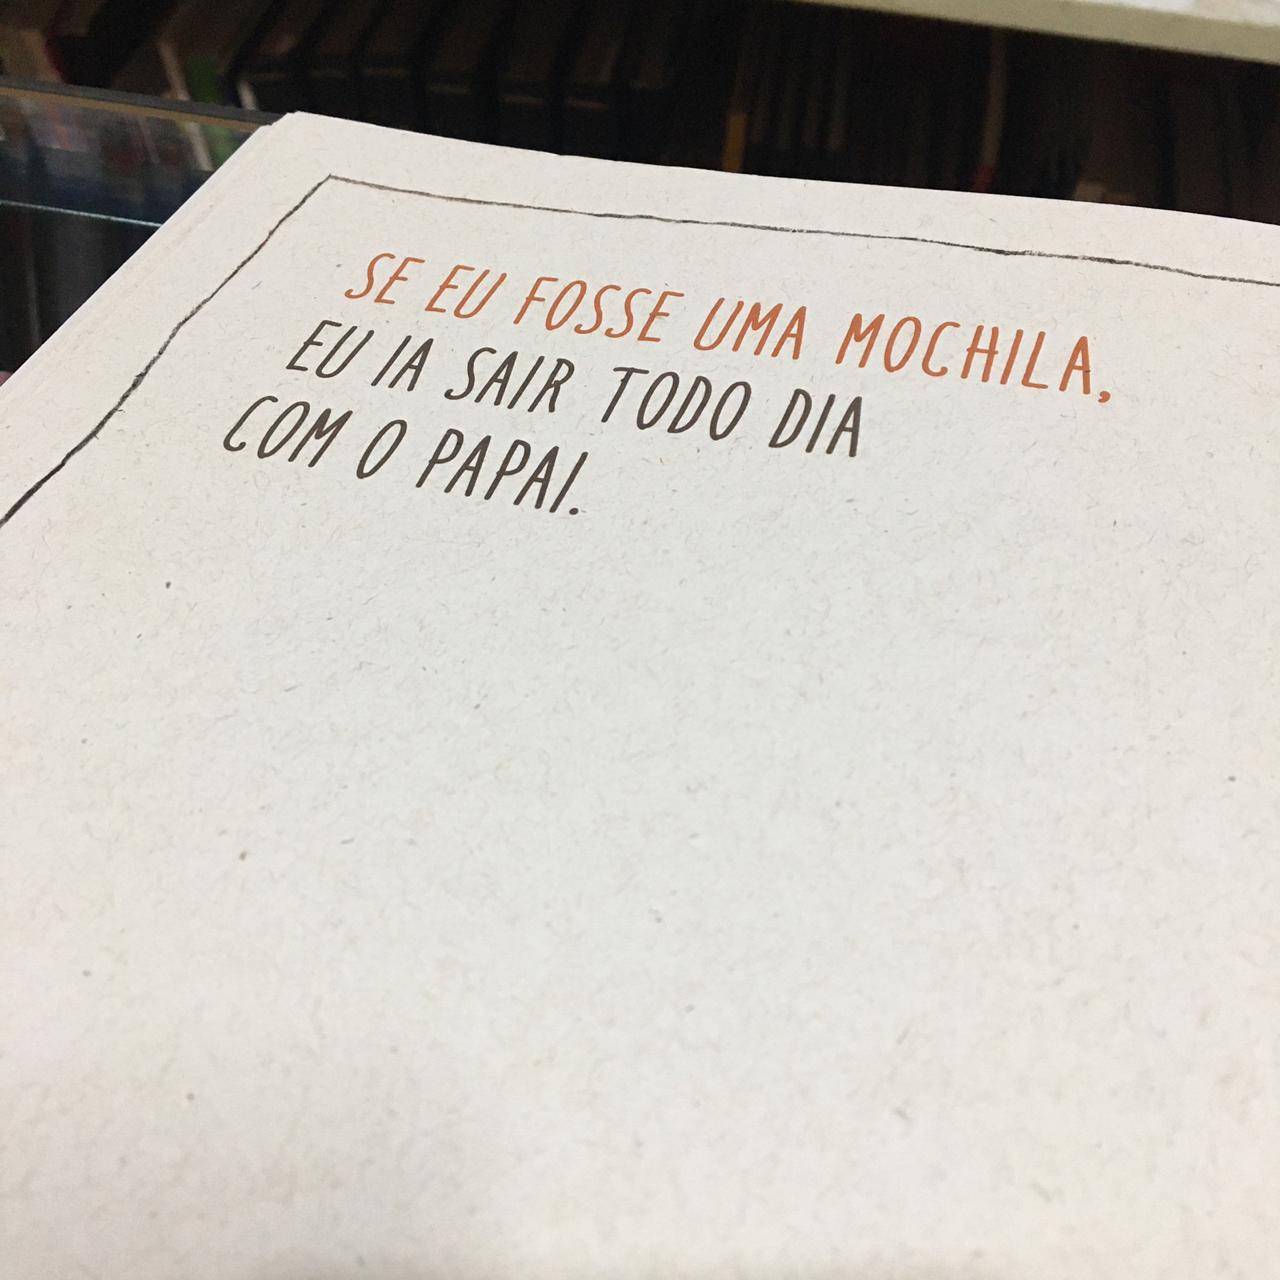 SE EU FOSSE UMA MOCHILA,
EU IA SAIR TODO DIA
COM O PAPAI.